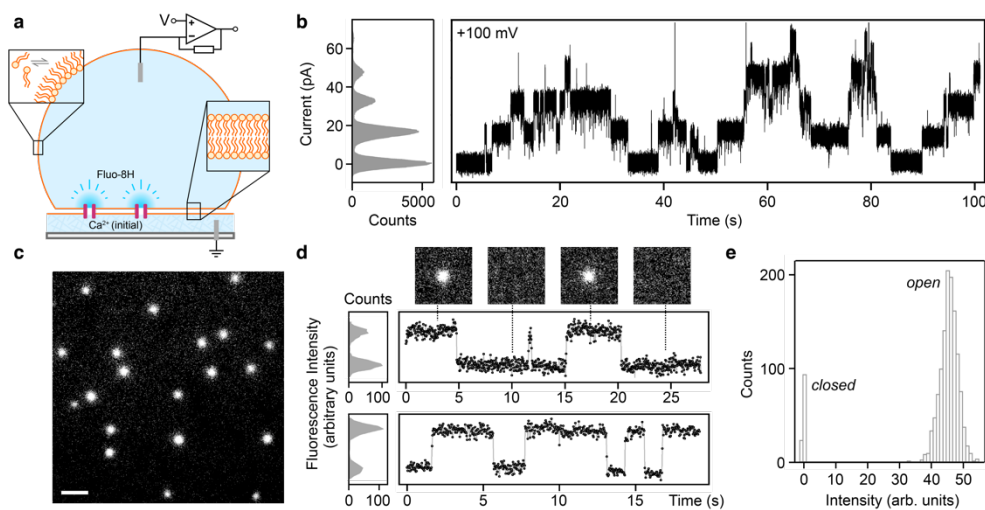 a
V
+
−
Fluo-8H
Ca²⁺ (initial)
b
Current (pA)
60
40
20
0
0
5000
Counts
+100 mV
0
20
40
60
80
100
Time (s)
c
d
Counts
Fluorescence Intensity
(arbitrary units)
0
100
0
5
10
15
20
25
0
100
0
5
10
15
Time (s)
e
Counts
200
100
0
closed
open
0
10
20
30
40
50
Intensity (arb. units)